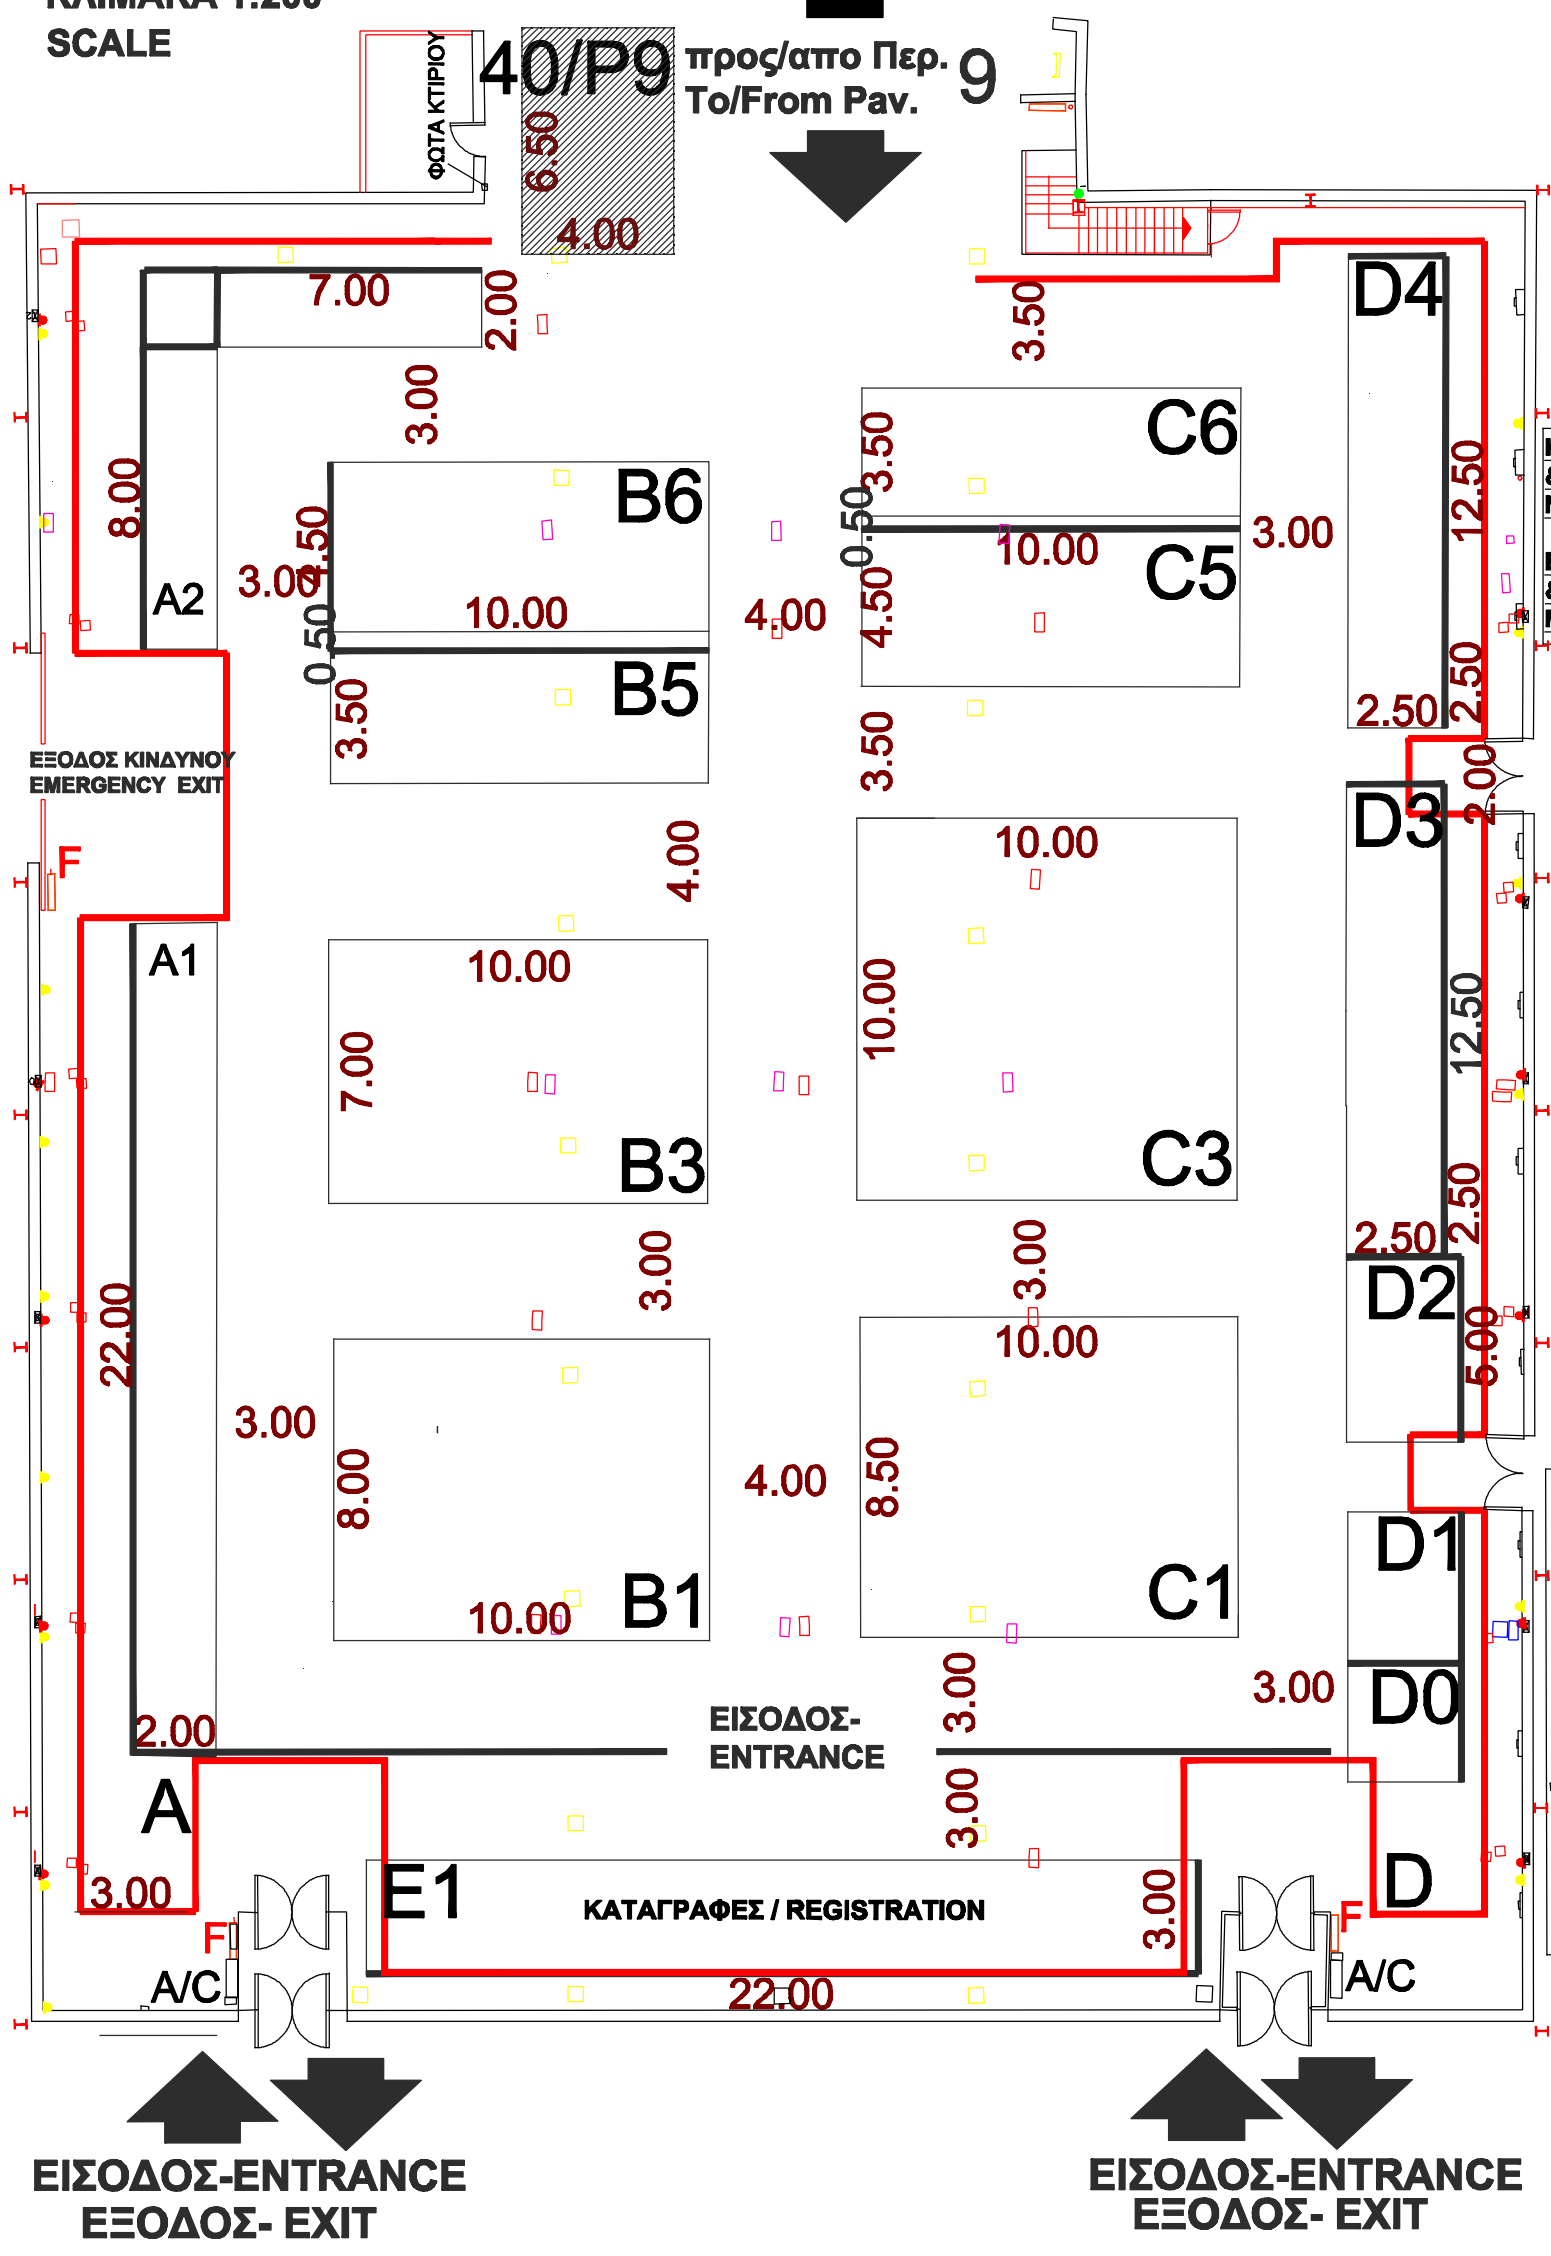 SCALE
ΦΩΤΑ ΚΤΙΡΙΟΥ
40/P9
προς/απο Περ. 9
To/From Pav.
6.50
4.00
7.00
2.00
3.50
D4
3.00
C6
3.50
8.00
B6
4.50
0.50
10.00
3.00
12.50
A2
3.00
10.00
4.00
C5
4.50
0.50
B5
3.50
2.50
2.50
3.50
ΕΞΟΔΟΣ ΚΙΝΔΥΝΟΥ
EMERGENCY EXIT
2.00
D3
F
4.00
10.00
A1
10.00
10.00
12.50
7.00
B3
C3
2.50
2.50
3.00
3.00
D2
22.00
10.00
5.00
3.00
8.00
4.00
8.50
D1
10.00
B1
C1
3.00
3.00
D0
2.00
ΕΙΣΟΔΟΣ-
ENTRANCE
A
3.00
3.00
E1
ΚΑΤΑΓΡΑΦΕΣ / REGISTRATION
3.00
D
F
F
A/C
22.00
A/C
ΕΙΣΟΔΟΣ-ENTRANCE
ΕΞΟΔΟΣ- EXIT
ΕΙΣΟΔΟΣ-ENTRANCE
ΕΞΟΔΟΣ- EXIT